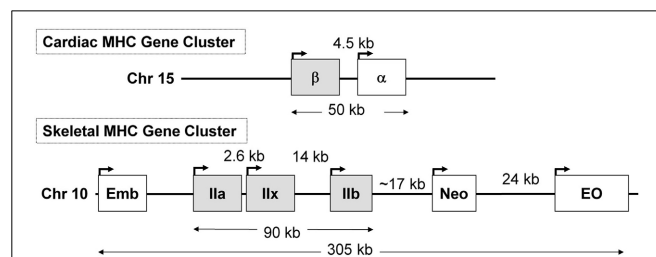 Cardiac MHC Gene Cluster
4.5 kb
Chr 15 β α
50 kb
Skeletal MHC Gene Cluster
2.6 kb 14 kb
~17 kb 24 kb
Chr 10 Emb IIa IIx IIb Neo EO
90 kb
305 kb